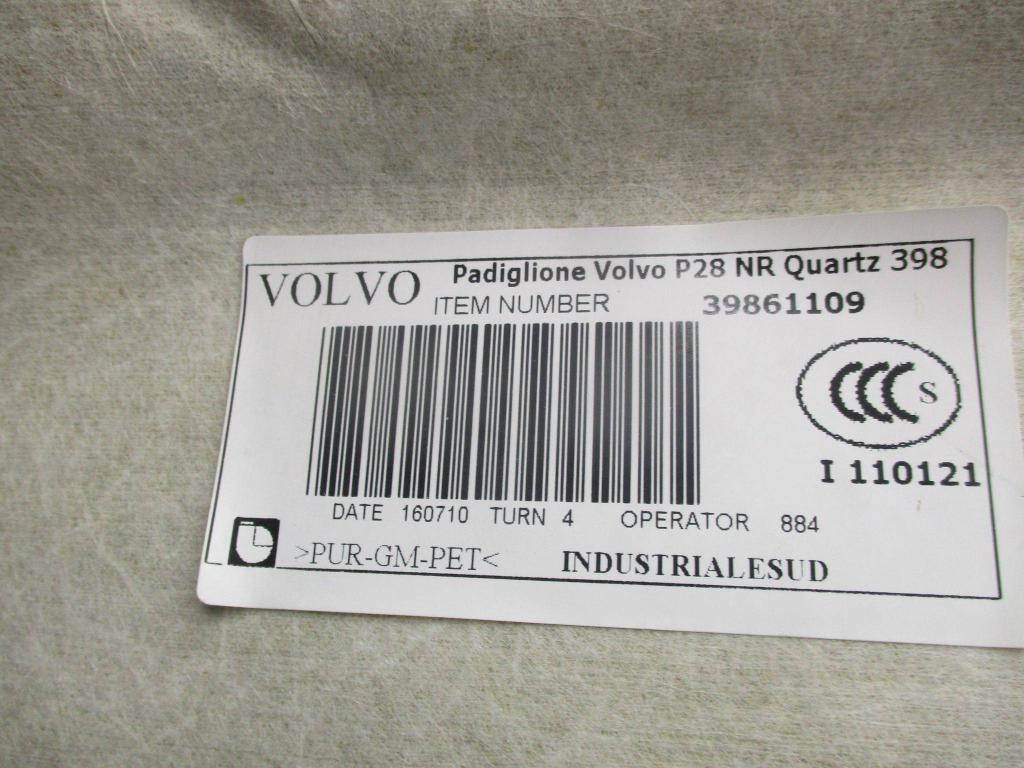 VOLVO Padiglione Volvo P28 NR Quartz 398
ITEM NUMBER 39861109
CCC S
I 110121
DATE 160710 TURN 4 OPERATOR 884
>PUR-GM-PET< INDUSTRIALESUD